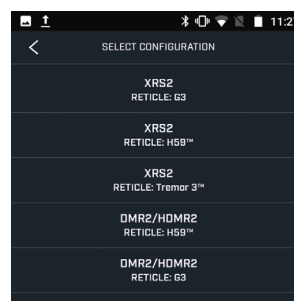 11:27
SELECT CONFIGURATION
XRS2
RETICLE: G3
XRS2
RETICLE: H59™
XRS2
RETICLE: Tremor 3™
DMR2/HDMR2
RETICLE: H59™
DMR2/HDMR2
RETICLE: G3